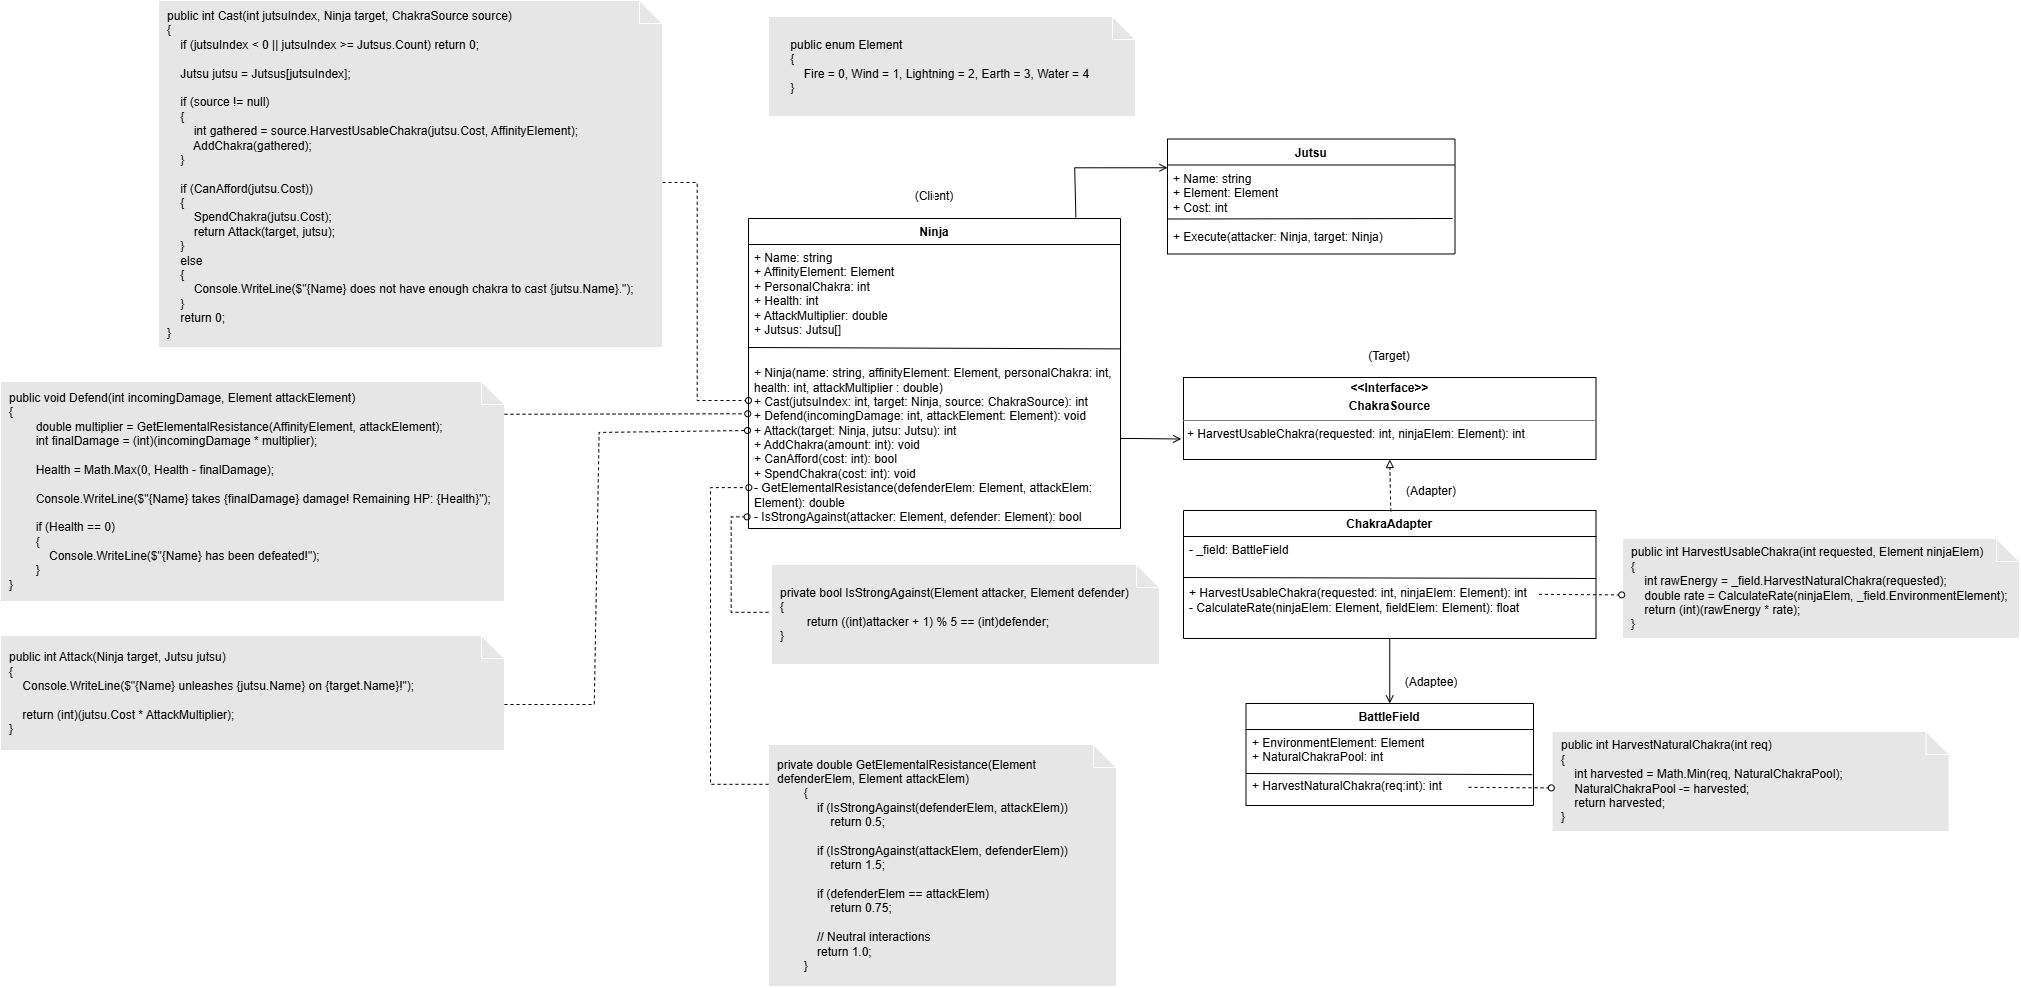 public int Cast(int jutsuIndex, Ninja target, ChakraSource source)
{
if (jutsuIndex < 0 || jutsuIndex >= Jutsus.Count) return 0;
Jutsu jutsu = Jutsus[jutsuIndex];
if (source != null)
{
int gathered = source.HarvestUsableChakra(jutsu.Cost, AffinityElement);
AddChakra(gathered);
}
if (CanAfford(jutsu.Cost))
{
SpendChakra(jutsu.Cost);
return Attack(target, jutsu);
}
else
{
Console.WriteLine($"{Name} does not have enough chakra to cast {jutsu.Name}.");
}
return 0;
}
public enum Element
{
Fire = 0, Wind = 1, Lightning = 2, Earth = 3, Water = 4
}
Jutsu
+ Name: string
+ Element: Element
+ Cost: int
+ Execute(attacker: Ninja, target: Ninja)
(Client)
Ninja
+ Name: string
+ AffinityElement: Element
+ PersonalChakra: int
+ Health: int
+ AttackMultiplier: double
+ Jutsus: Jutsu[]
+ Ninja(name: string, affinityElement: Element, personalChakra: int,
health: int, attackMultiplier : double)
+ Cast(jutsuIndex: int, target: Ninja, source: ChakraSource): int
+ Defend(incomingDamage: int, attackElement: Element): void
+ Attack(target: Ninja, jutsu: Jutsu): int
+ AddChakra(amount: int): void
+ CanAfford(cost: int): bool
+ SpendChakra(cost: int): void
- GetElementalResistance(defenderElem: Element, attackElem:
Element): double
- IsStrongAgainst(attacker: Element, defender: Element): bool
(Target)
<<Interface>>
ChakraSource
+ HarvestUsableChakra(requested: int, ninjaElem: Element): int
public void Defend(int incomingDamage, Element attackElement)
{
double multiplier = GetElementalResistance(AffinityElement, attackElement);
int finalDamage = (int)(incomingDamage * multiplier);
Health = Math.Max(0, Health - finalDamage);
Console.WriteLine($"{Name} takes {finalDamage} damage! Remaining HP: {Health}");
if (Health == 0)
{
Console.WriteLine($"{Name} has been defeated!");
}
}
(Adapter)
ChakraAdapter
- _field: BattleField
+ HarvestUsableChakra(requested: int, ninjaElem: Element): int
- CalculateRate(ninjaElem: Element, fieldElem: Element): float
public int HarvestUsableChakra(int requested, Element ninjaElem)
{
int rawEnergy = _field.HarvestNaturalChakra(requested);
double rate = CalculateRate(ninjaElem, _field.EnvironmentElement);
return (int)(rawEnergy * rate);
}
private bool IsStrongAgainst(Element attacker, Element defender)
{
return ((int)attacker + 1) % 5 == (int)defender;
}
public int Attack(Ninja target, Jutsu jutsu)
{
Console.WriteLine($"{Name} unleashes {jutsu.Name} on {target.Name}!");
return (int)(jutsu.Cost * AttackMultiplier);
}
(Adaptee)
BattleField
+ EnvironmentElement: Element
+ NaturalChakraPool: int
+ HarvestNaturalChakra(req:int): int
public int HarvestNaturalChakra(int req)
{
int harvested = Math.Min(req, NaturalChakraPool);
NaturalChakraPool -= harvested;
return harvested;
}
private double GetElementalResistance(Element
defenderElem, Element attackElem)
{
if (IsStrongAgainst(defenderElem, attackElem))
return 0.5;
if (IsStrongAgainst(attackElem, defenderElem))
return 1.5;
if (defenderElem == attackElem)
return 0.75;
// Neutral interactions
return 1.0;
}